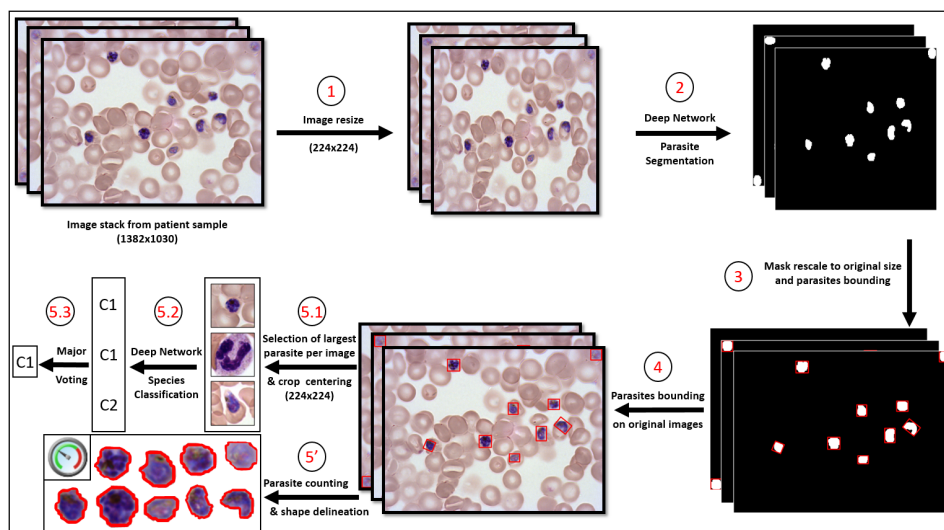 1
Image resize
(224x224)
2
Deep Network
Parasite
Segmentation
Image stack from patient sample
(1382x1030)
3
Mask rescale to original size
and parasites bounding
4
Parasites bounding
on original images
5.1
Selection of largest
parasite per image
& crop centering
(224x224)
5.2
Deep Network
Species
Classification
C1
C1
C2
5.3
Major
Voting
C1
5’
Parasite counting
& shape delineation